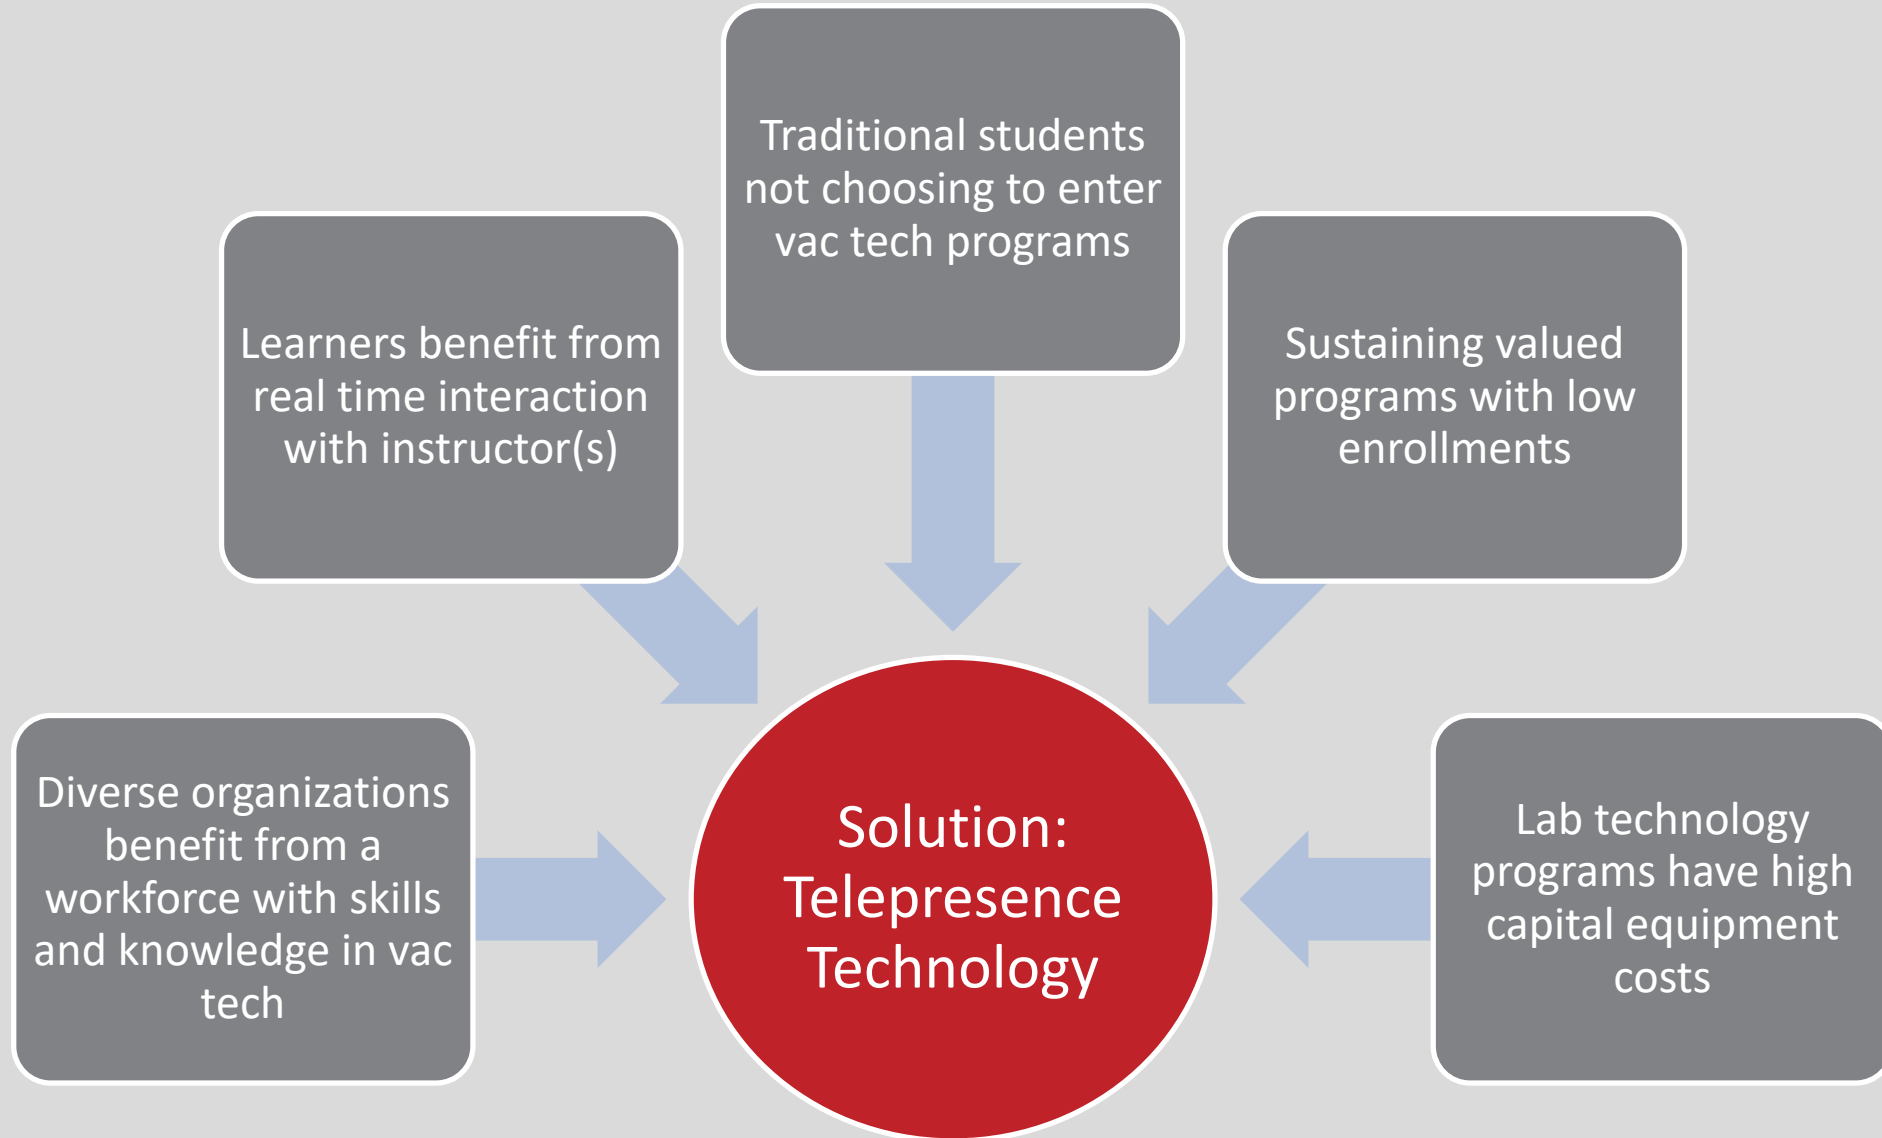 Traditional students
not choosing to enter
vac tech programs
Learners benefit from
real time interaction
with instructor(s)
Sustaining valued
programs with low
enrollments
Diverse organizations
benefit from a
workforce with skills
and knowledge in vac
tech
Solution:
Telepresence
Technology
Lab technology
programs have high
capital equipment
costs